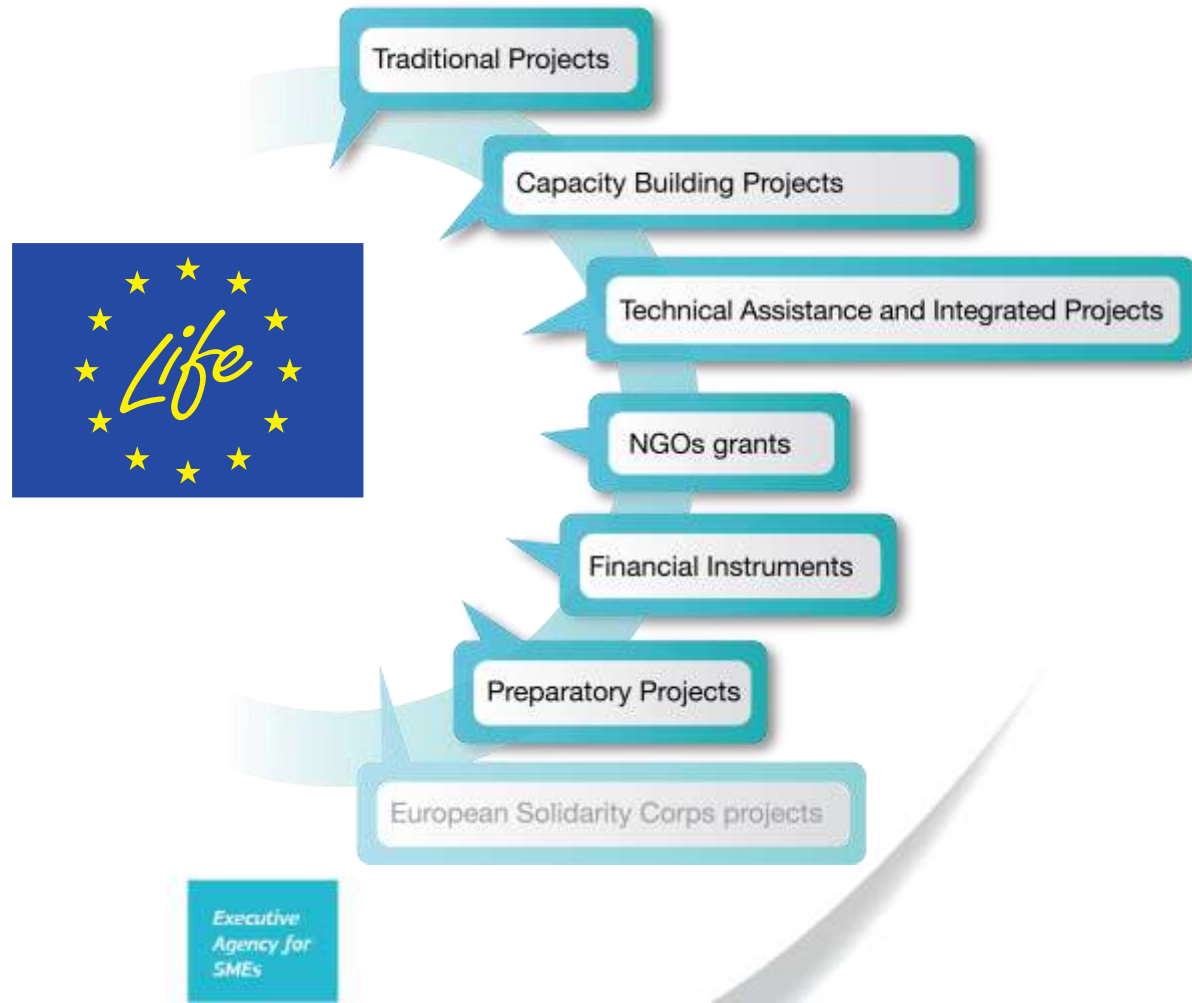 Traditional Projects
Capacity Building Projects
Technical Assistance and Integrated Projects
Life
NGOs grants
Financial Instruments
Preparatory Projects
European Solidarity Corps projects
Executive
Agency for
SMEs